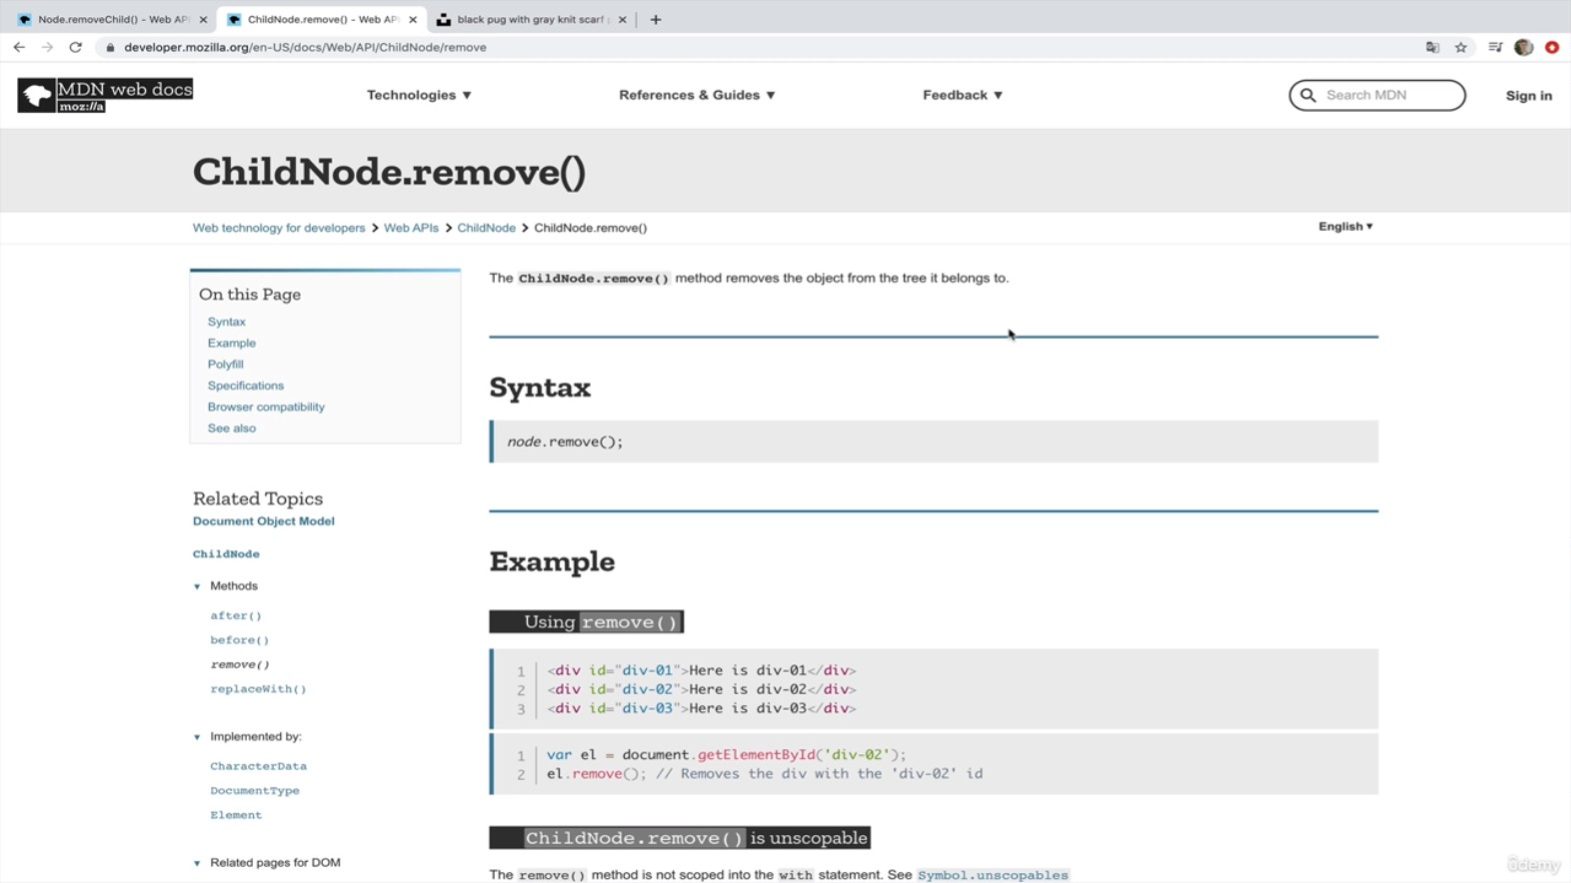 Node.removeChild() - Web API
ChildNode.remove() - Web AP
black pug with gray knit scarf
developer.mozilla.org/en-US/docs/Web/API/ChildNode/remove
MDN web docs
moz://a
Technologies ▼
References & Guides ▼
Feedback ▼
Search MDN
Sign in
ChildNode.remove()
Web technology for developers > Web APIs > ChildNode > ChildNode.remove()
English ▼
The ChildNode.remove() method removes the object from the tree it belongs to.
On this Page
Syntax
Example
Polyfill
Specifications
Browser compatibility
See also
Related Topics
Document Object Model
ChildNode
▼ Methods
after()
before()
remove()
replaceWith()
▼ Implemented by:
CharacterData
DocumentType
Element
▼ Related pages for DOM
Syntax
node.remove();
Example
Using remove()
1 <div id="div-01">Here is div-01</div>
2 <div id="div-02">Here is div-02</div>
3 <div id="div-03">Here is div-03</div>
1 var el = document.getElementById('div-02');
2 el.remove(); // Removes the div with the 'div-02' id
ChildNode.remove() is unscopable
The remove() method is not scoped into the with statement. See Symbol.unscopables
ûdemy